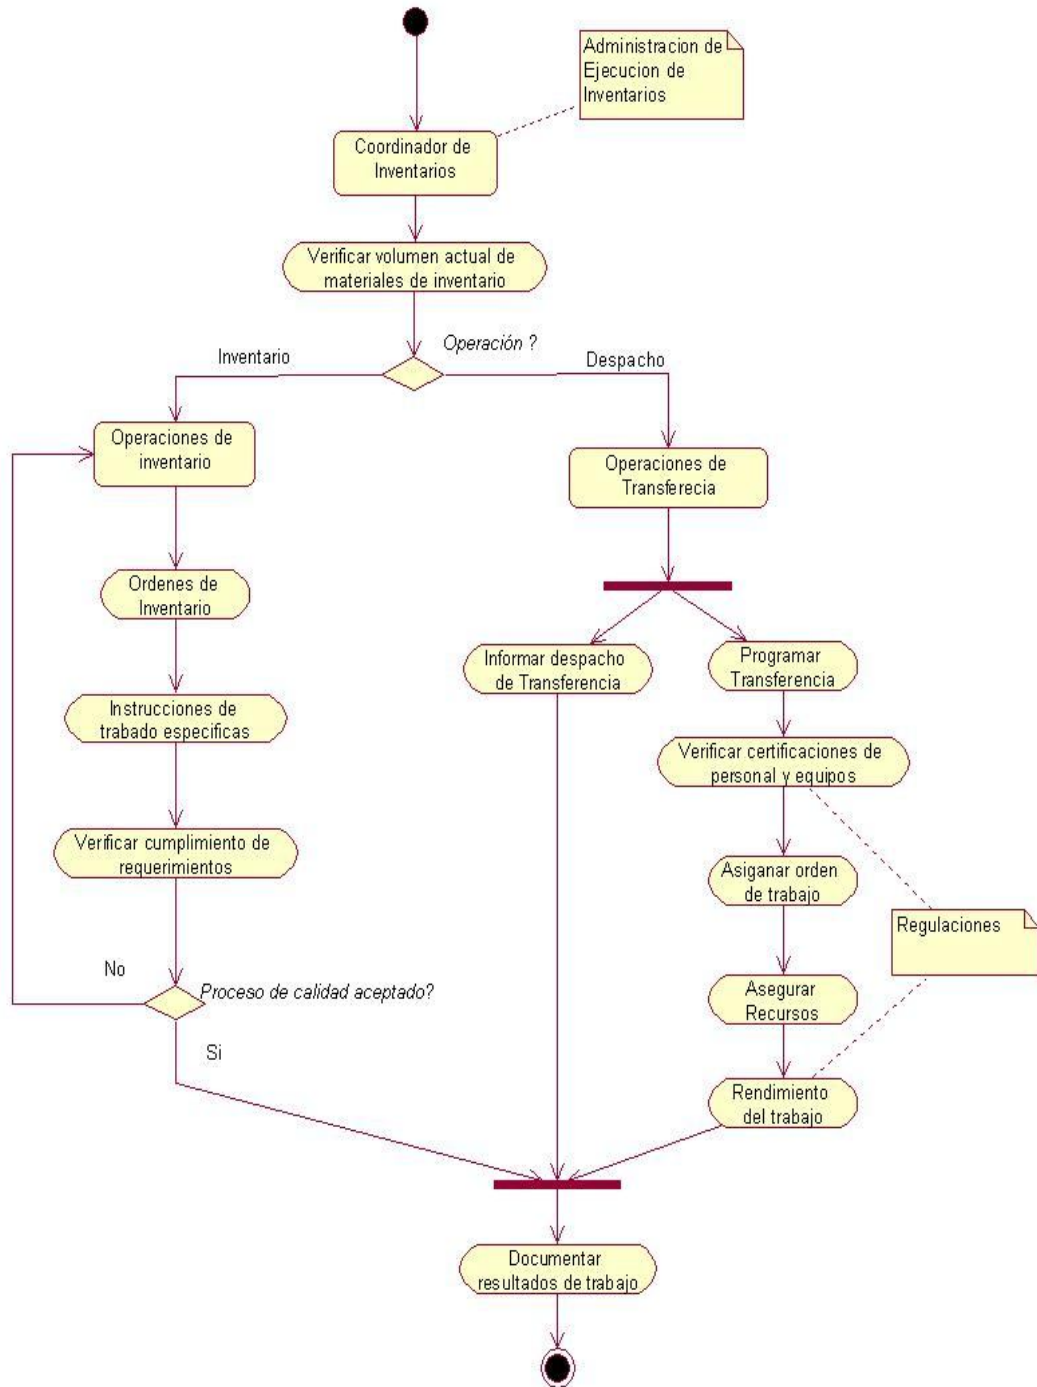 Administracion de
Ejecucion de
Inventarios
Coordinador de
Inventarios
Verificar volumen actual de
materiales de inventario
Operación ?
Inventario
Despacho
Operaciones de
inventario
Operaciones de
Transferecia
Ordenes de
Inventario
Informar despacho
de Transferencia
Programar
Transferencia
Instrucciones de
trabado especificas
Verificar certificaciones de
personal y equipos
Verificar cumplimiento de
requerimientos
Asiganar orden
de trabajo
Regulaciones
No
Proceso de calidad aceptado?
Asegurar
Recursos
Si
Rendimiento
del trabajo
Documentar
resultados de trabajo